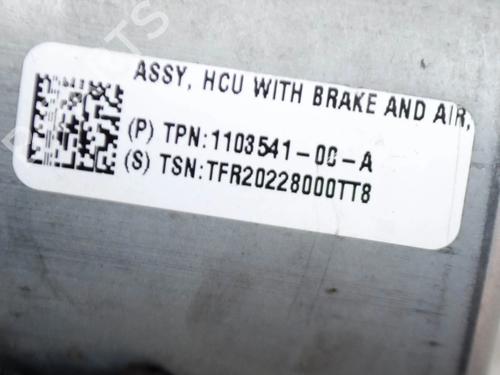 ASSY, HCU WITH BRAKE AND AIR,
(P) TPN:1103541-00-A
(S) TSN:TFR20228000TT8